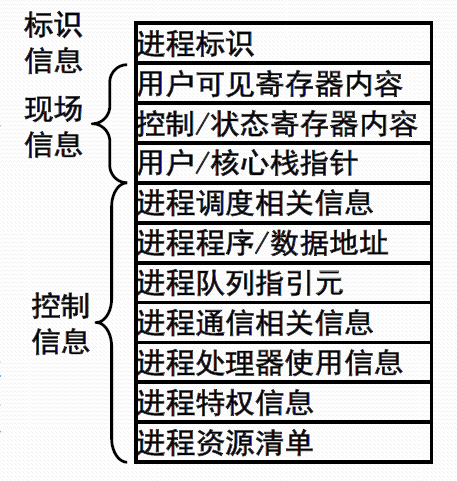 标识
信息
进程标识
现场
信息
用户可见寄存器内容
控制/状态寄存器内容
用户/核心栈指针
控制
信息
进程调度相关信息
进程程序/数据地址
进程队列指引元
进程通信相关信息
进程处理器使用信息
进程特权信息
进程资源清单